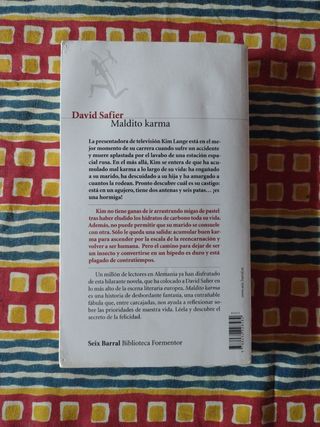 David Safier
Maldito karma
La presentadora de televisión Kim Lange está en el me-
jor momento de su carrera cuando sufre un accidente
y muere aplastada por el lavabo de una estación espa-
cial rusa. En el más allá, Kim se entera de que ha acu-
mulado mal karma a lo largo de su vida: ha engañado
a su marido, ha descuidado a su hija y ha amargado a
cuantos la rodean. Pronto descubre cuál es su castigo:
está en un agujero, tiene dos antenas y seis patas... ¡es
una hormiga!
Kim no tiene ganas de ir arrastrando migas de pastel
tras haber eludido los hidratos de carbono toda su vida.
Además, no puede permitir que su marido se consuele con
otra. Sólo le queda una salida: acumular buen kar-
ma para ascender por la escala de la reencarnación y
volver a ser humana. Pero el camino para dejar de ser
un insecto y convertirse en un bípedo es duro y está
plagado de contratiempos.
Un millón de lectores en Alemania ya han disfrutado
de esta hilarante novela, que ha colocado a David Safier
en lo más alto de la escena literaria europea. Maldito karma
es una historia de desbordante fantasía, una entrañable
fábula que, entre carcajadas, nos ayuda a reflexionar so-
bre las prioridades de nuestra vida. Léela y descubre el
secreto de la felicidad.
Seix Barral Biblioteca Formentor